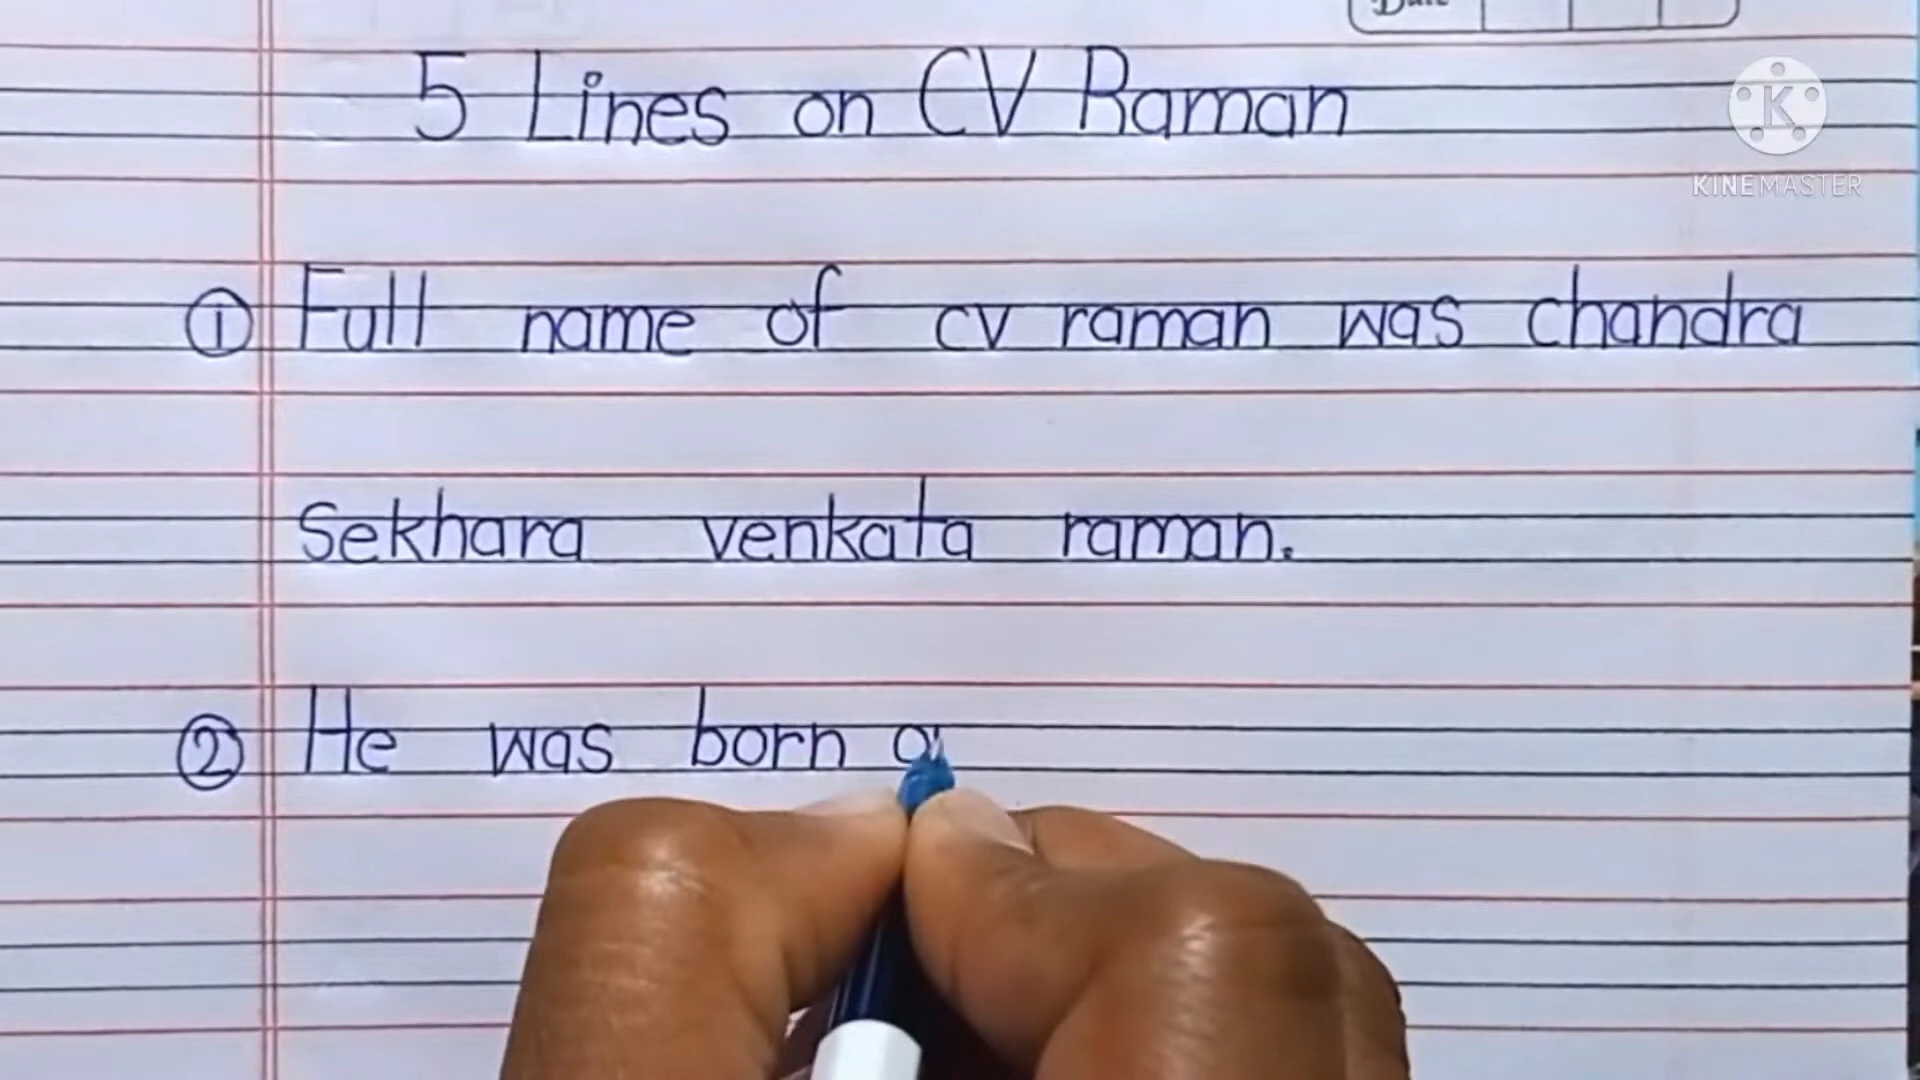 Date
5 Lines on CV Raman
KINEMASTER
① Full name of cv raman was chandra
Sekhara venkata raman.
② He was born